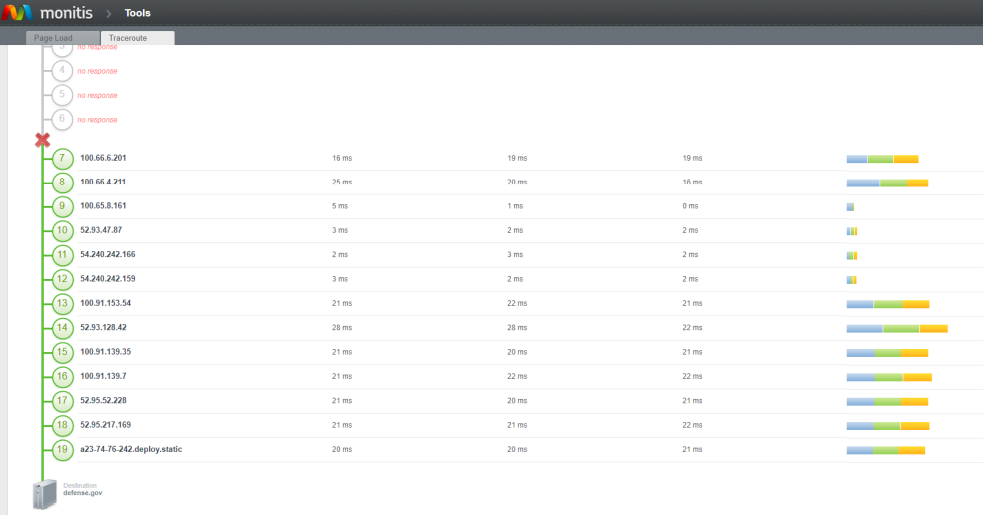 monitis > Tools
Page Load Traceroute
3 no response
4 no response
5 no response
6 no response
7 100.66.6.201 16 ms 19 ms 19 ms
8 100.66.4.211 25 ms 20 ms 16 ms
9 100.65.8.161 5 ms 1 ms 0 ms
10 52.93.47.87 3 ms 2 ms 2 ms
11 54.240.242.166 2 ms 3 ms 2 ms
12 54.240.242.159 3 ms 2 ms 2 ms
13 100.91.153.54 21 ms 22 ms 21 ms
14 52.93.128.42 28 ms 28 ms 22 ms
15 100.91.139.35 21 ms 20 ms 21 ms
16 100.91.139.7 21 ms 22 ms 22 ms
17 52.95.52.228 21 ms 20 ms 21 ms
18 52.95.217.169 21 ms 21 ms 22 ms
19 a23-74-76-242.deploy.static 20 ms 20 ms 21 ms
Destination
defense.gov